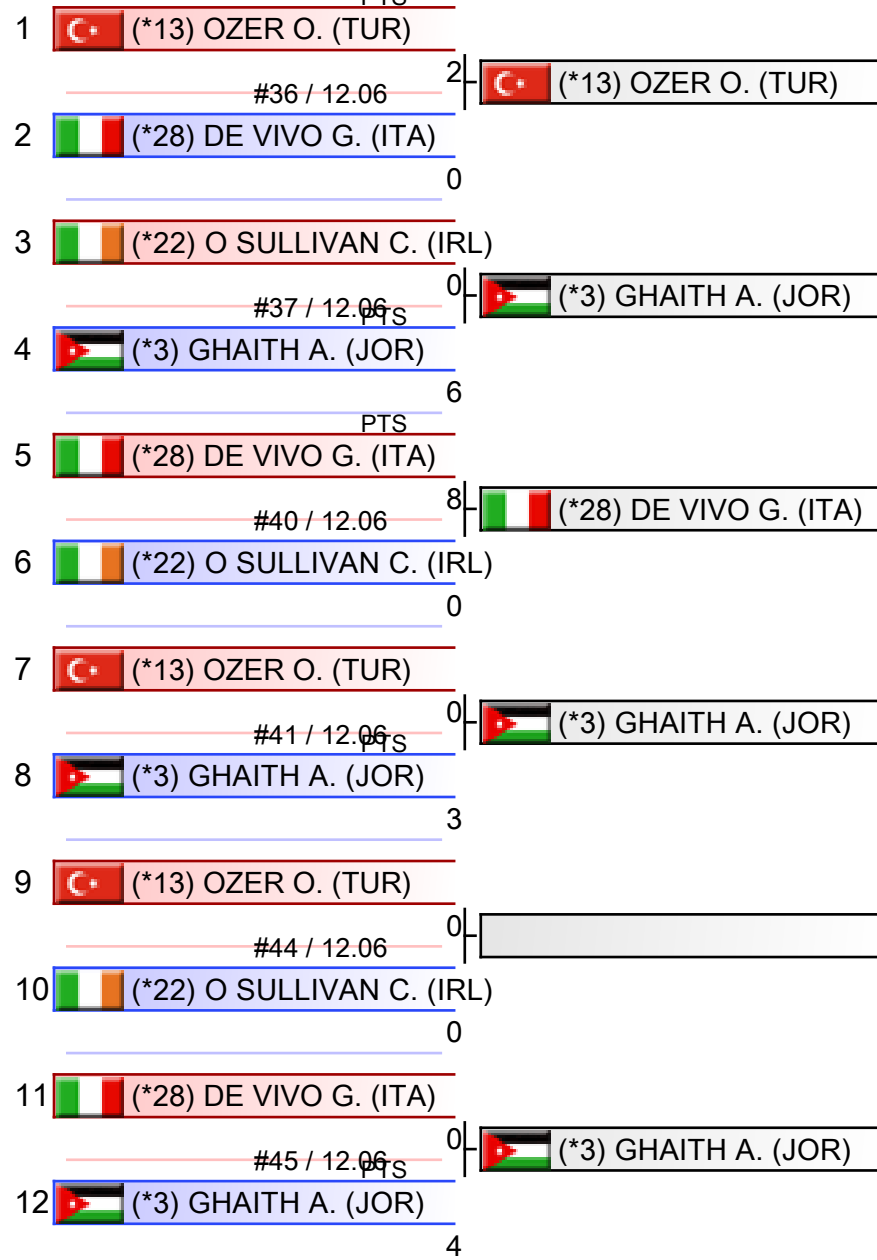 PTS
1 (*13) OZER O. (TUR)
2 (*13) OZER O. (TUR)
#36 / 12.06
2 (*28) DE VIVO G. (ITA)
0
3 (*22) O SULLIVAN C. (IRL)
0 (*3) GHAITH A. (JOR)
#37 / 12.06
PTS
4 (*3) GHAITH A. (JOR)
6
PTS
5 (*28) DE VIVO G. (ITA)
8 (*28) DE VIVO G. (ITA)
#40 / 12.06
6 (*22) O SULLIVAN C. (IRL)
0
7 (*13) OZER O. (TUR)
0 (*3) GHAITH A. (JOR)
#41 / 12.06
PTS
8 (*3) GHAITH A. (JOR)
3
9 (*13) OZER O. (TUR)
0
#44 / 12.06
10 (*22) O SULLIVAN C. (IRL)
0
11 (*28) DE VIVO G. (ITA)
0 (*3) GHAITH A. (JOR)
#45 / 12.06
PTS
12 (*3) GHAITH A. (JOR)
4